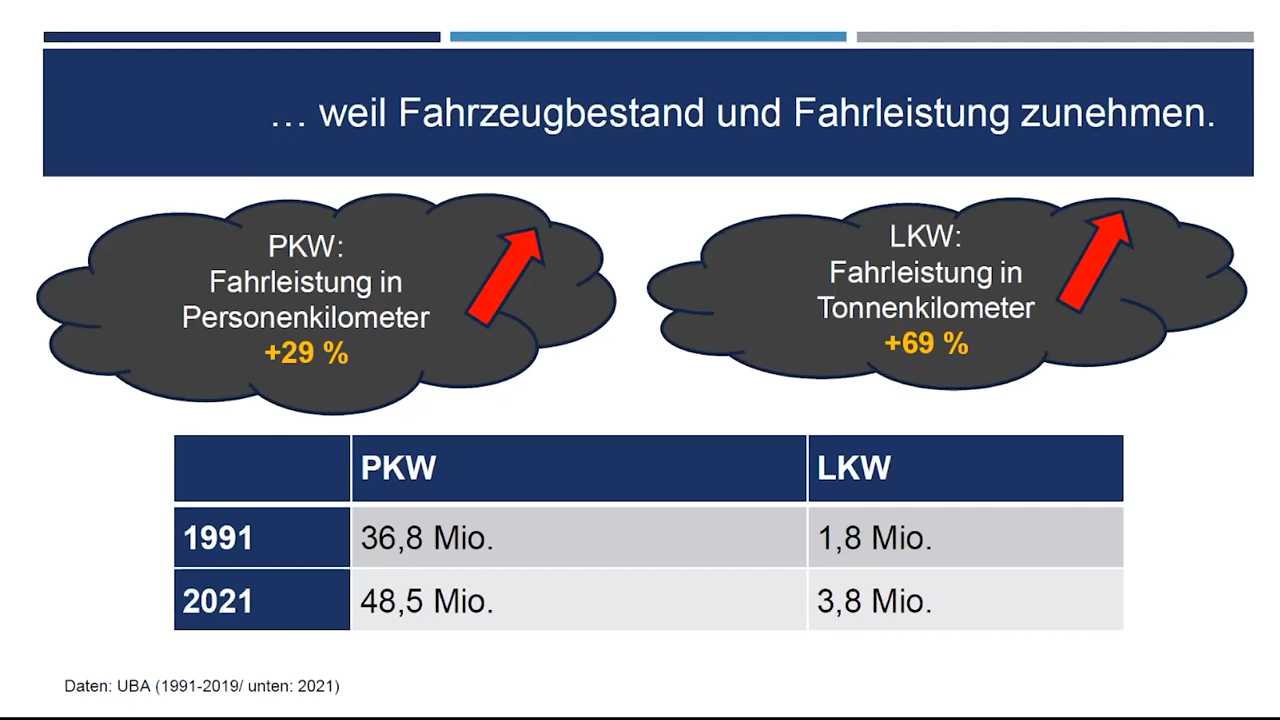 … weil Fahrzeugbestand und Fahrleistung zunehmen.
PKW:
Fahrleistung in
Personenkilometer
+29 %
LKW:
Fahrleistung in
Tonnenkilometer
+69 %
PKW LKW
1991 36,8 Mio. 1,8 Mio.
2021 48,5 Mio. 3,8 Mio.
Daten: UBA (1991-2019/ unten: 2021)